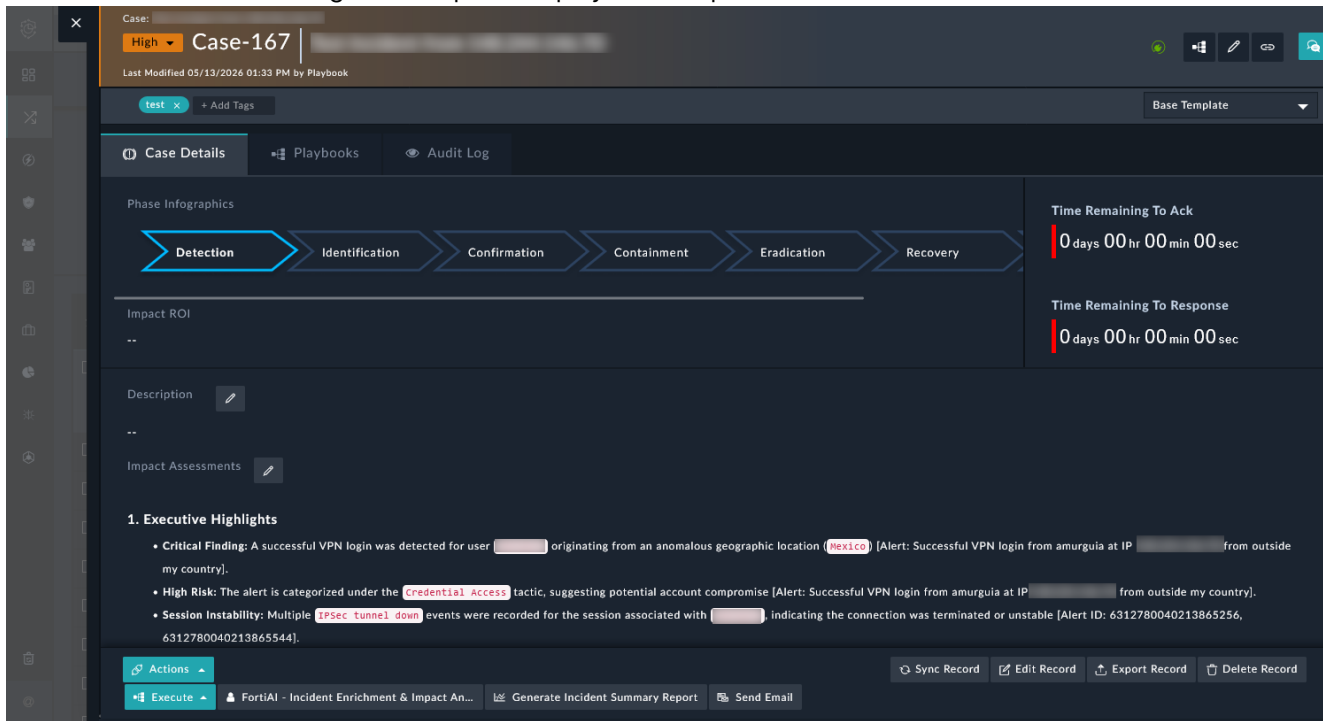 Case:
High Case-167
Last Modified 05/13/2026 01:33 PM by Playbook
test × + Add Tags
Base Template
Case Details Playbooks Audit Log
Phase Infographics
Detection Identification Confirmation Containment Eradication Recovery
Time Remaining To Ack
0 days 00 hr 00 min 00 sec
Impact ROI
--
Time Remaining To Response
0 days 00 hr 00 min 00 sec
Description
--
Impact Assessments
1. Executive Highlights
• Critical Finding: A successful VPN login was detected for user originating from an anomalous geographic location (Mexico) [Alert: Successful VPN login from amurguia at IP from outside
my country].
• High Risk: The alert is categorized under the Credential Access tactic, suggesting potential account compromise [Alert: Successful VPN login from amurguia at IP from outside my country].
• Session Instability: Multiple IPSec tunnel down events were recorded for the session associated with , indicating the connection was terminated or unstable [Alert ID: 6312780040213865256,
6312780040213865544].
Actions
Sync Record Edit Record Export Record Delete Record
Execute FortiAI - Incident Enrichment & Impact An... Generate Incident Summary Report Send Email